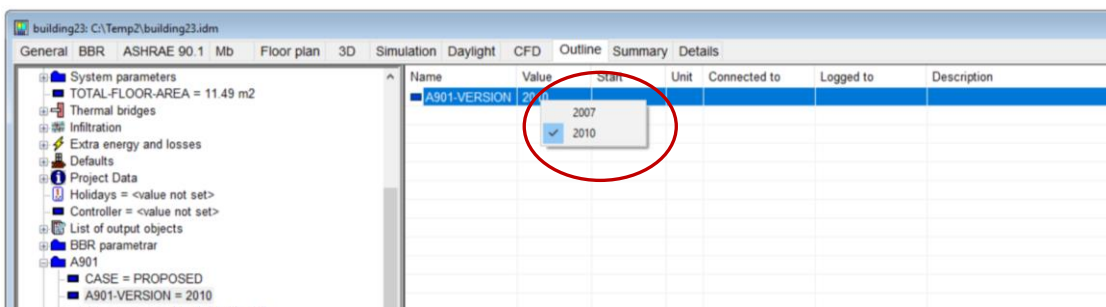 building23: C:\Temp2\building23.idm
General BBR ASHRAE 90.1 Mb Floor plan 3D Simulation Daylight CFD Outline Summary Details
System parameters
TOTAL-FLOOR-AREA = 11.49 m2
Thermal bridges
Infiltration
Extra energy and losses
Defaults
Project Data
Holidays = <value not set>
Controller = <value not set>
List of output objects
BBR parametrar
A901
CASE = PROPOSED
A901-VERSION = 2010
Name Value Start Unit Connected to Logged to Description
A901-VERSION 2010
2007
2010